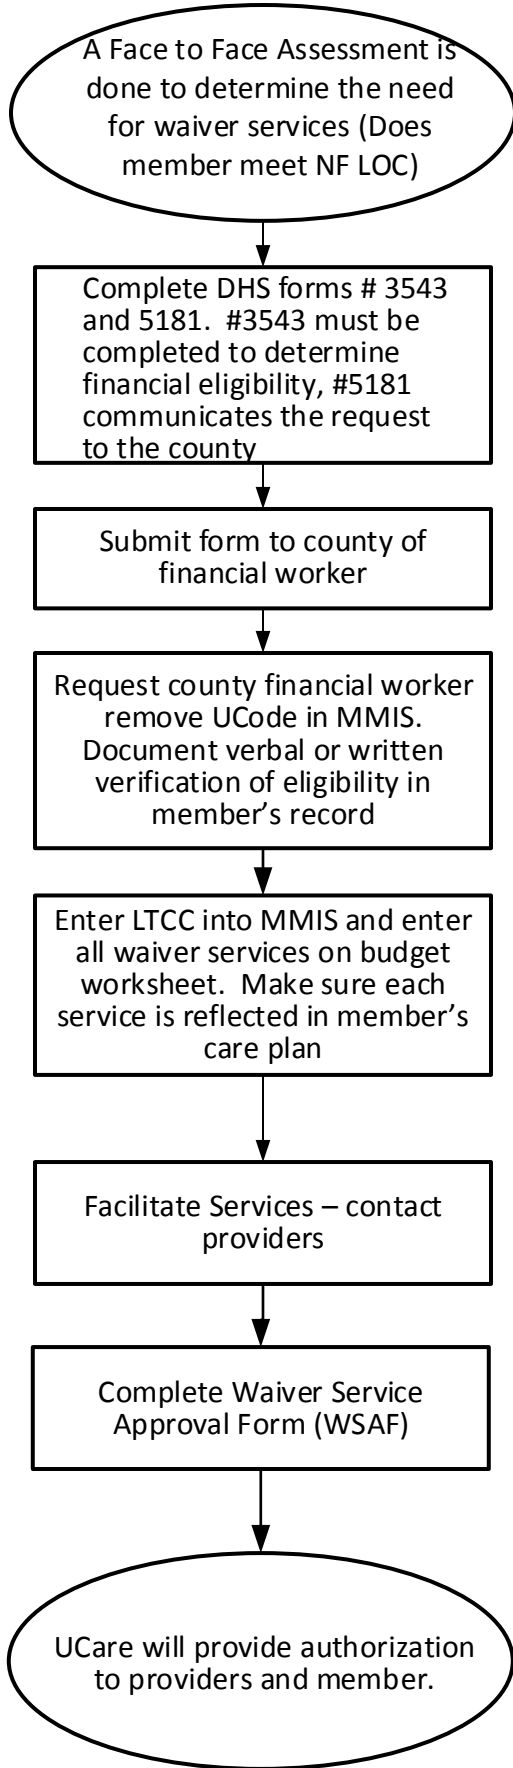 A Face to Face Assessment is
done to determine the need
for waiver services (Does
member meet NF LOC)
Complete DHS forms # 3543
and 5181.  #3543 must be
completed to determine
financial eligibility, #5181
communicates the request
to the county
Submit form to county of
financial worker
Request county financial worker
remove UCode in MMIS.
Document verbal or written
verification of eligibility in
member’s record
Enter LTCC into MMIS and enter
all waiver services on budget
worksheet.  Make sure each
service is reflected in member’s
care plan
Facilitate Services – contact
providers
Complete Waiver Service
Approval Form (WSAF)
UCare will provide authorization
to providers and member.